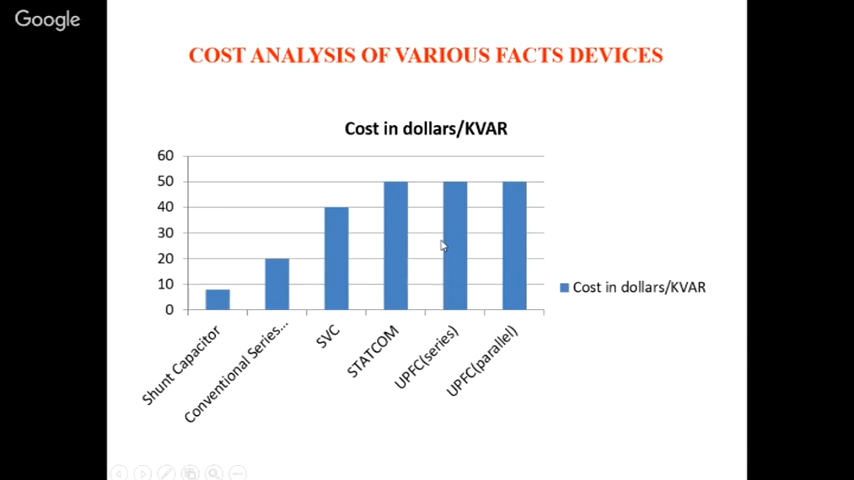 Google
COST ANALYSIS OF VARIOUS FACTS DEVICES
Cost in dollars/KVAR
60
50
40
30
20
10
0
Shunt Capacitor
Conventional Series...
SVC
STATCOM
UPFC(series)
UPFC(parallel)
Cost in dollars/KVAR